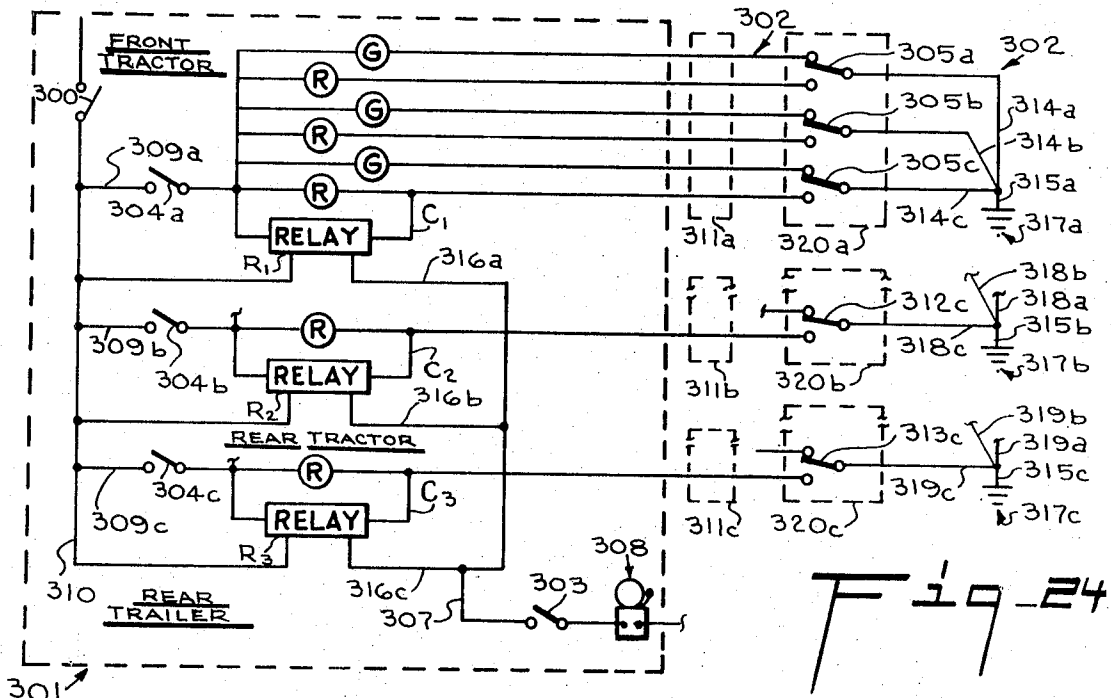 302
FRONT
TRACTOR
G
305a
302
300
R
G
305b
314a
309a
R
314b
G
305c
315a
304a
R
C1
314c
317a
RELAY
311a
320a
R1
316a
318b
312c
318a
R
315b
309b
C2
318c
304b
RELAY
311b
320b
317b
R2
316b
319b
REAR TRACTOR
313c
319a
R
315c
304c
C3
319c
309c
RELAY
311c
320c
317c
R3
308
310
REAR
TRAILER
316c
303
307
Fig_24
301